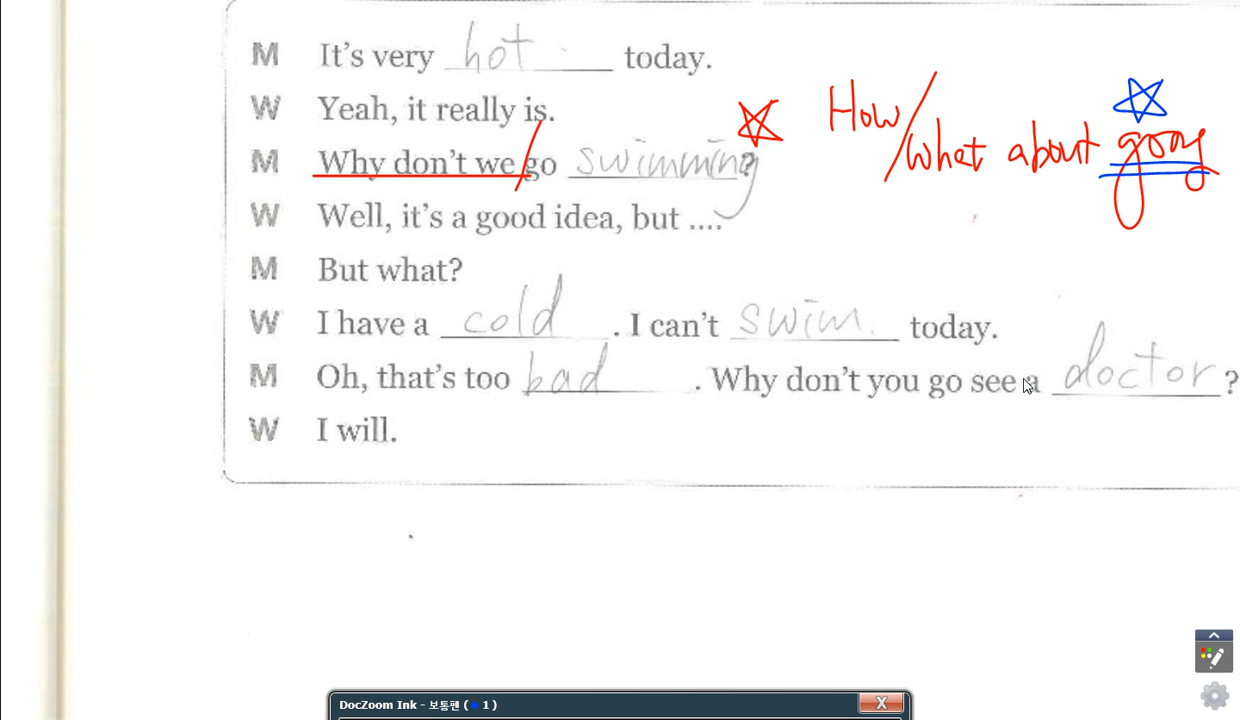 M It's very hot today.
W Yeah, it really is.
How/
M Why don't we/go swimming? what about going
W Well, it's a good idea, but ....
M But what?
W I have a cold. I can't swim today.
M Oh, that's too bad. Why don't you go see a doctor?
W I will.
DocZoom Ink - 보통펜 ( 1 )